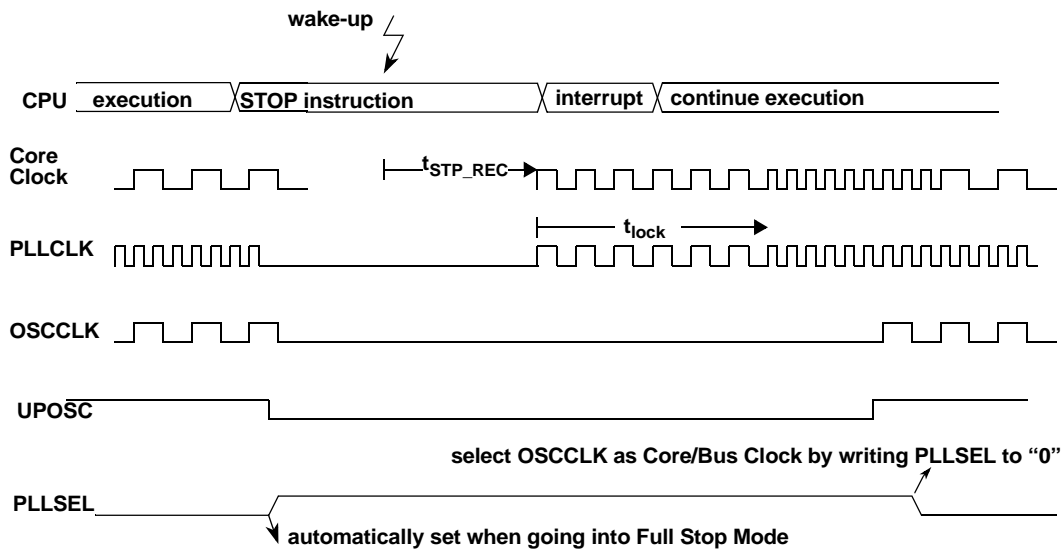 wake-up
CPU execution STOP instruction interrupt continue execution
Core
Clock
tSTP_REC
PLLCLK
tlock
OSCCLK
UPOSC
select OSCCLK as Core/Bus Clock by writing PLLSEL to “0”
PLLSEL
automatically set when going into Full Stop Mode